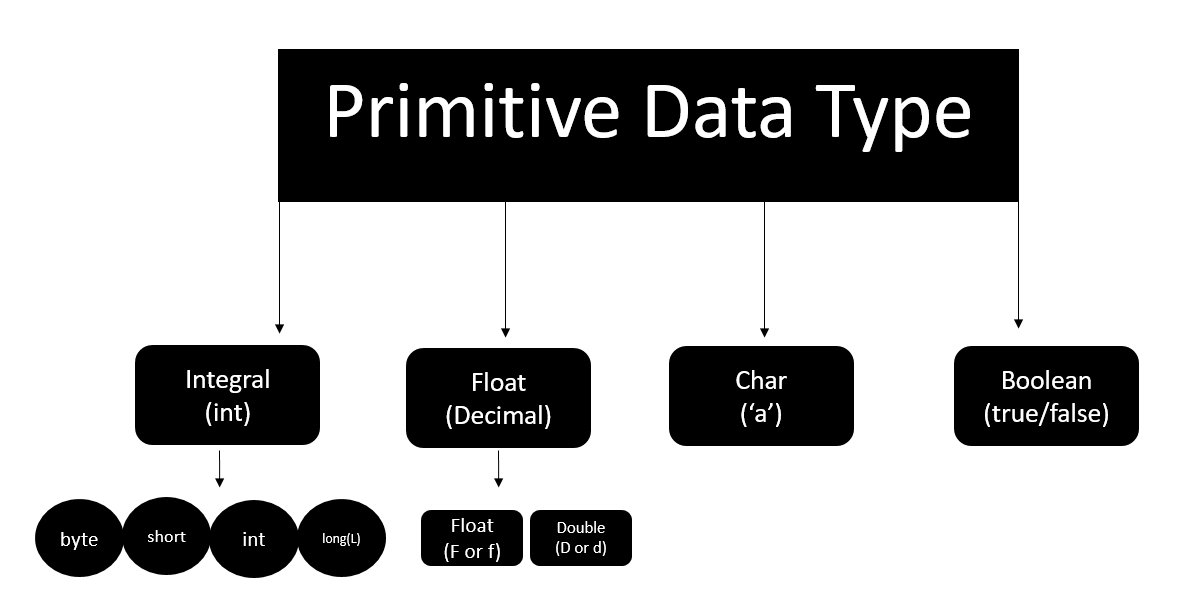 Primitive Data Type
Integral
(int)
Float
(Decimal)
Char
(‘a’)
Boolean
(true/false)
byte
short
int
long(L)
Float
(F or f)
Double
(D or d)